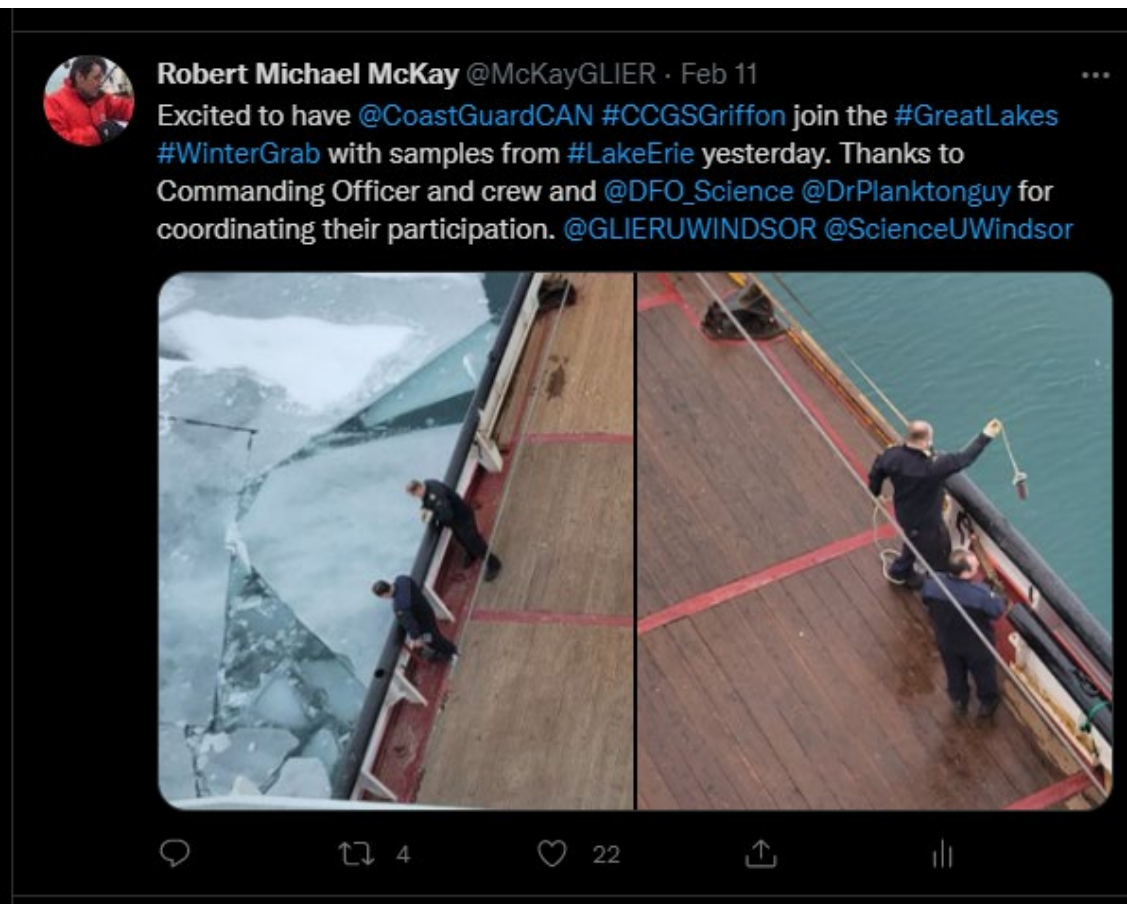 Robert Michael McKay @McKayGLIER · Feb 11
Excited to have @CoastGuardCAN #CCGSGriffon join the #GreatLakes
#WinterGrab with samples from #LakeErie yesterday. Thanks to
Commanding Officer and crew and @DFO_Science @DrPlanktonguy for
coordinating their participation. @GLIERUWINDSOR @ScienceUWindsor
4 22